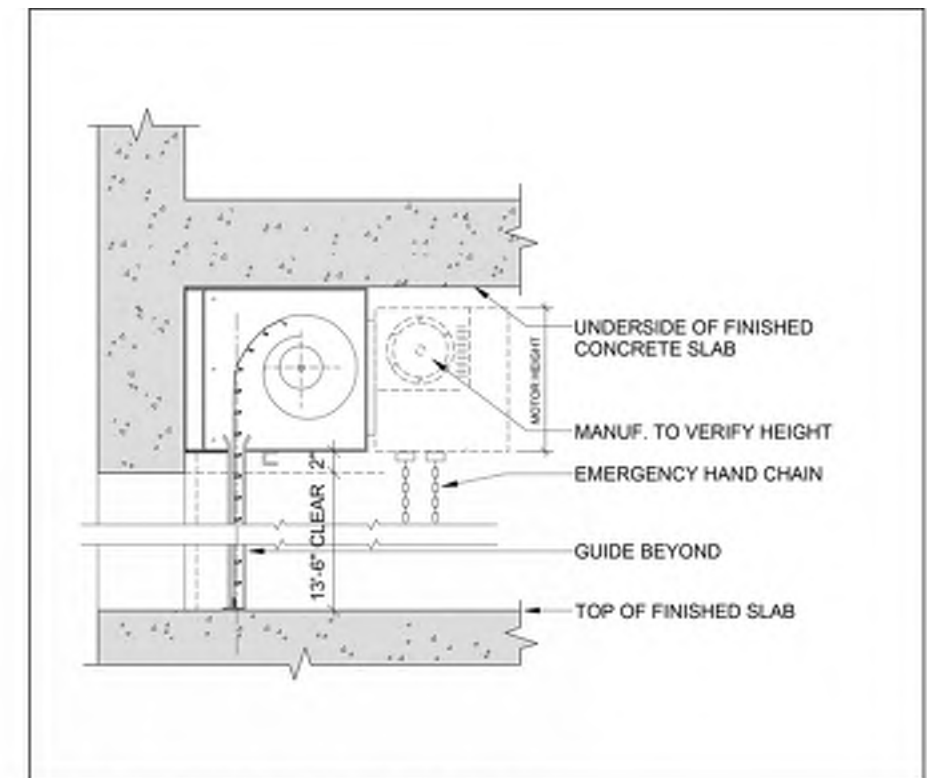 UNDERSIDE OF FINISHED
CONCRETE SLAB
MOTOR HEIGHT
MANUF. TO VERIFY HEIGHT
EMERGENCY HAND CHAIN
2"
13'-6" CLEAR
GUIDE BEYOND
TOP OF FINISHED SLAB